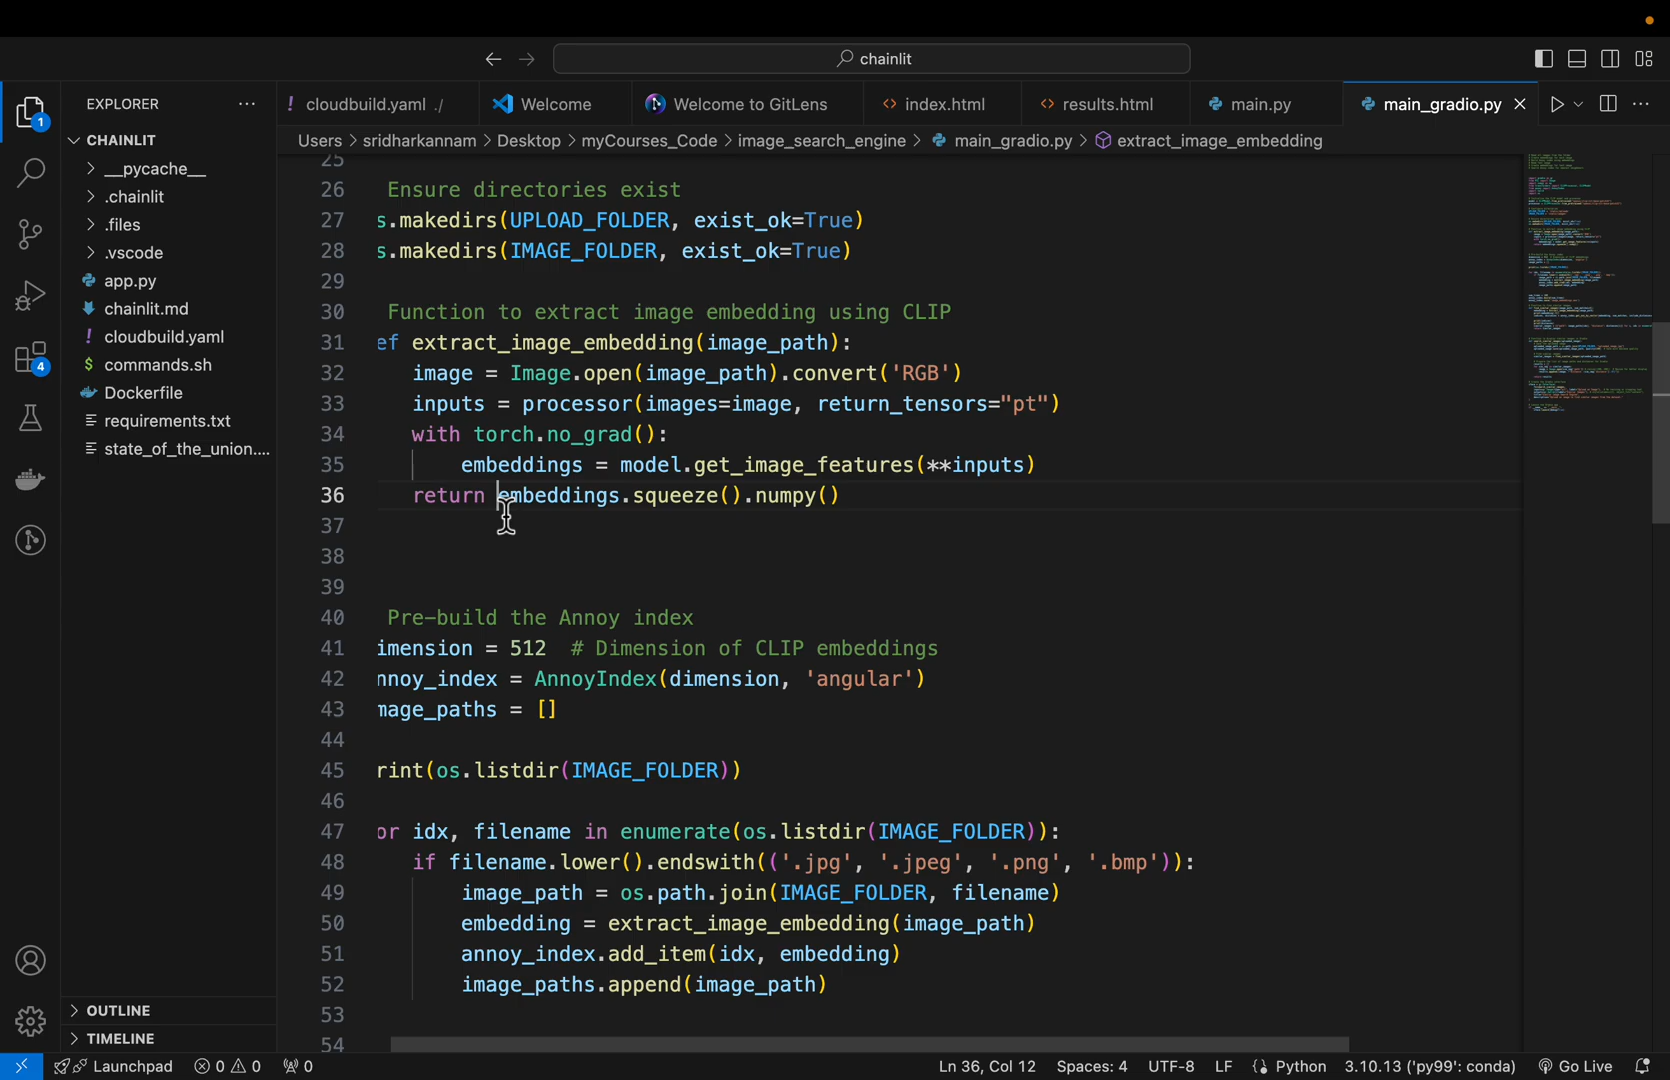 chainlit
EXPLORER
! cloudbuild.yaml ./
Welcome
Welcome to GitLens
<> index.html
<> results.html
main.py
main_gradio.py
Users > sridharkannam > Desktop > myCourses_Code > image_search_engine > main_gradio.py > extract_image_embedding
CHAINLIT
__pycache__
.chainlit
.files
.vscode
app.py
chainlit.md
! cloudbuild.yaml
$ commands.sh
Dockerfile
requirements.txt
state_of_the_union....
OUTLINE
TIMELINE
1
4
25
26 Ensure directories exist
27 s.makedirs(UPLOAD_FOLDER, exist_ok=True)
28 s.makedirs(IMAGE_FOLDER, exist_ok=True)
29
30 Function to extract image embedding using CLIP
31 ef extract_image_embedding(image_path):
32 image = Image.open(image_path).convert('RGB')
33 inputs = processor(images=image, return_tensors="pt")
34 with torch.no_grad():
35 embeddings = model.get_image_features(**inputs)
36 return embeddings.squeeze().numpy()
37
38
39
40 Pre-build the Annoy index
41 imension = 512 # Dimension of CLIP embeddings
42 nnoy_index = AnnoyIndex(dimension, 'angular')
43 mage_paths = []
44
45 rint(os.listdir(IMAGE_FOLDER))
46
47 or idx, filename in enumerate(os.listdir(IMAGE_FOLDER)):
48 if filename.lower().endswith(('.jpg', '.jpeg', '.png', '.bmp')):
49 image_path = os.path.join(IMAGE_FOLDER, filename)
50 embedding = extract_image_embedding(image_path)
51 annoy_index.add_item(idx, embedding)
52 image_paths.append(image_path)
53
54
Launchpad
0 0
0
Ln 36, Col 12
Spaces: 4
UTF-8
LF
{} Python
3.10.13 ('py99': conda)
Go Live